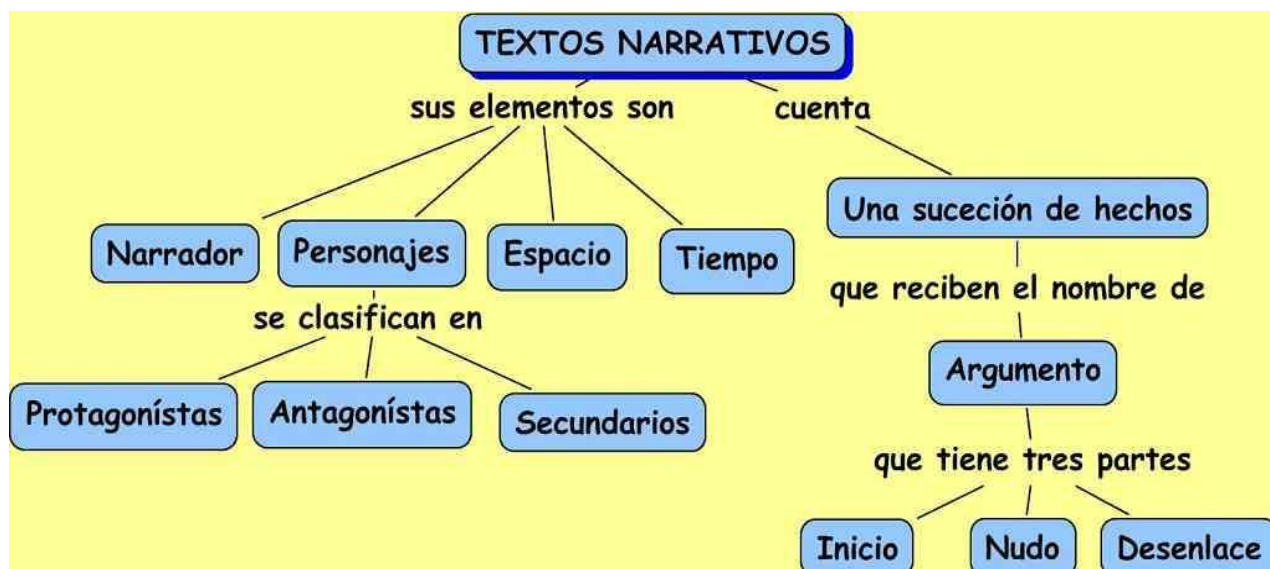 TEXTOS NARRATIVOS
sus elementos son
cuenta
Narrador
Personajes
Espacio
Tiempo
Una suceción de hechos
se clasifican en
que reciben el nombre de
Protagonístas
Antagonístas
Secundarios
Argumento
que tiene tres partes
Inicio
Nudo
Desenlace